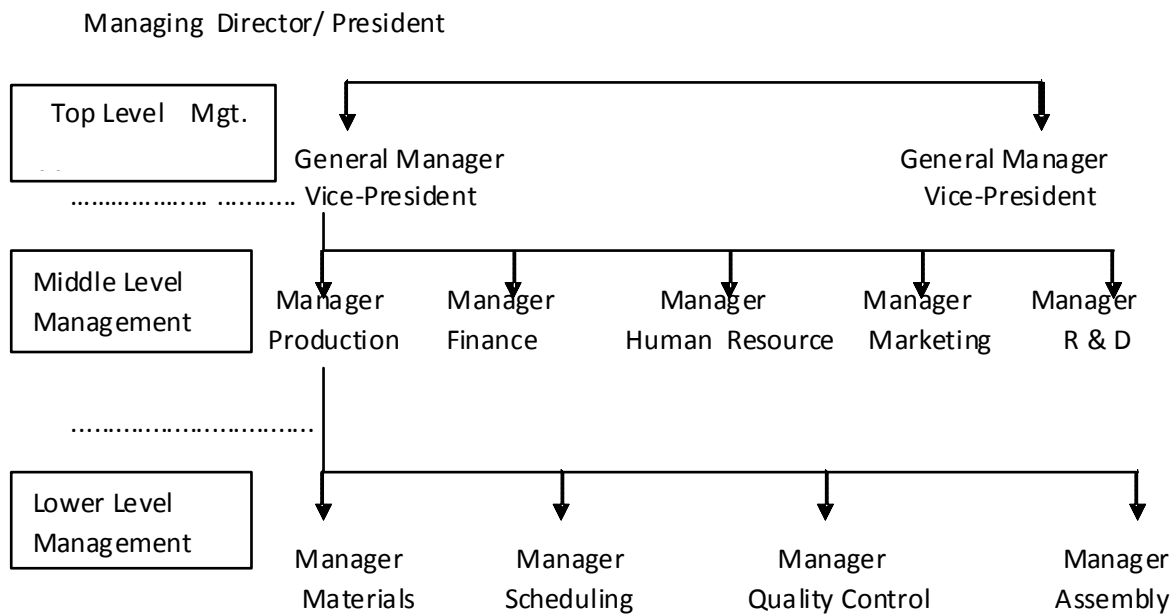 Managing Director/ President
Top Level Mgt.
General Manager
Vice-President
General Manager
Vice-President
Middle Level
Management
Manager
Production
Manager
Finance
Manager
Human Resource
Manager
Marketing
Manager
R & D
Lower Level
Management
Manager
Materials
Manager
Scheduling
Manager
Quality Control
Manager
Assembly